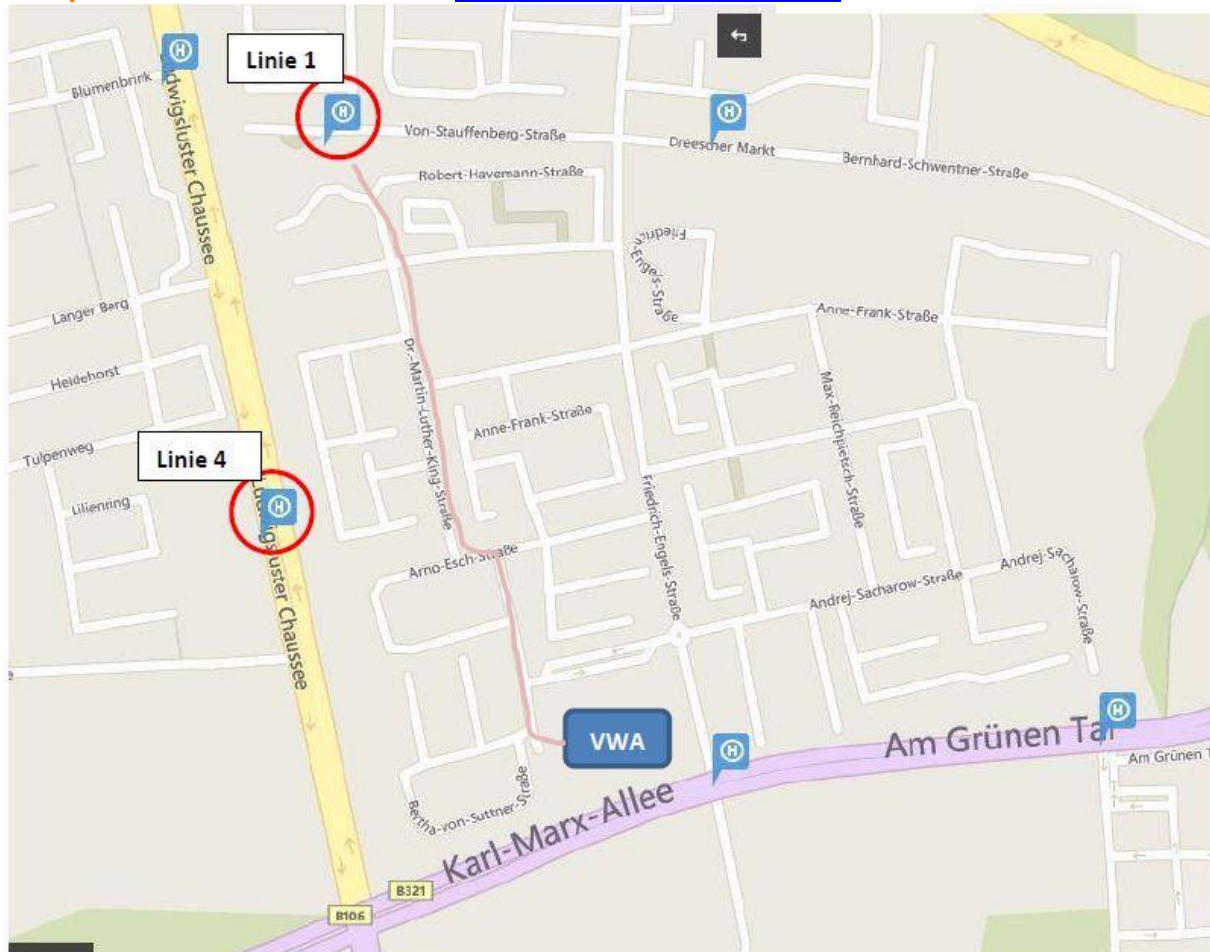 Linie 1
Blumenbrink
Ludwigsluster Chaussee
H
H
H
Von-Stauffenberg-Straße
Dreescher Markt
Bernhard-Schwentner-Straße
Robert-Havemann-Straße
Friedrich-Engels-Straße
Langer Berg
Anne-Frank-Straße
Heidehorst
Dr.-Martin-Luther-King-Straße
Max-Reichpietsch-Straße
Anne-Frank-Straße
Tulpenweg
Linie 4
H
Lilienring
Ludwigsluster Chaussee
Friedrich-Engels-Straße
Arno-Esch-Straße
Andrej-Sacharow-Straße
Andrej-Sacharow-Straße
VWA
H
H
Am Grünen Tal
Am Grünen T
Bertha-von-Suttner-Straße
Karl-Marx-Allee
B321
B106